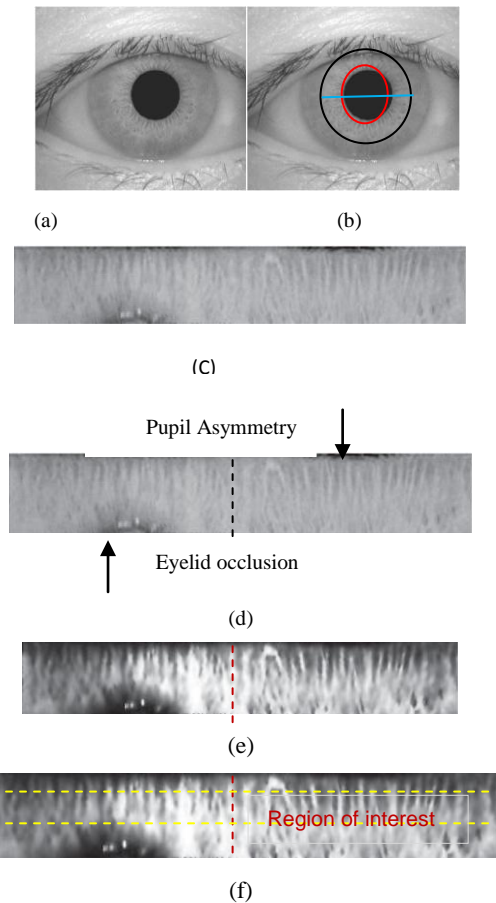 (a)
(b)
(C)
Pupil Asymmetry
Eyelid occlusion
(d)
(e)
Region of interest
(f)